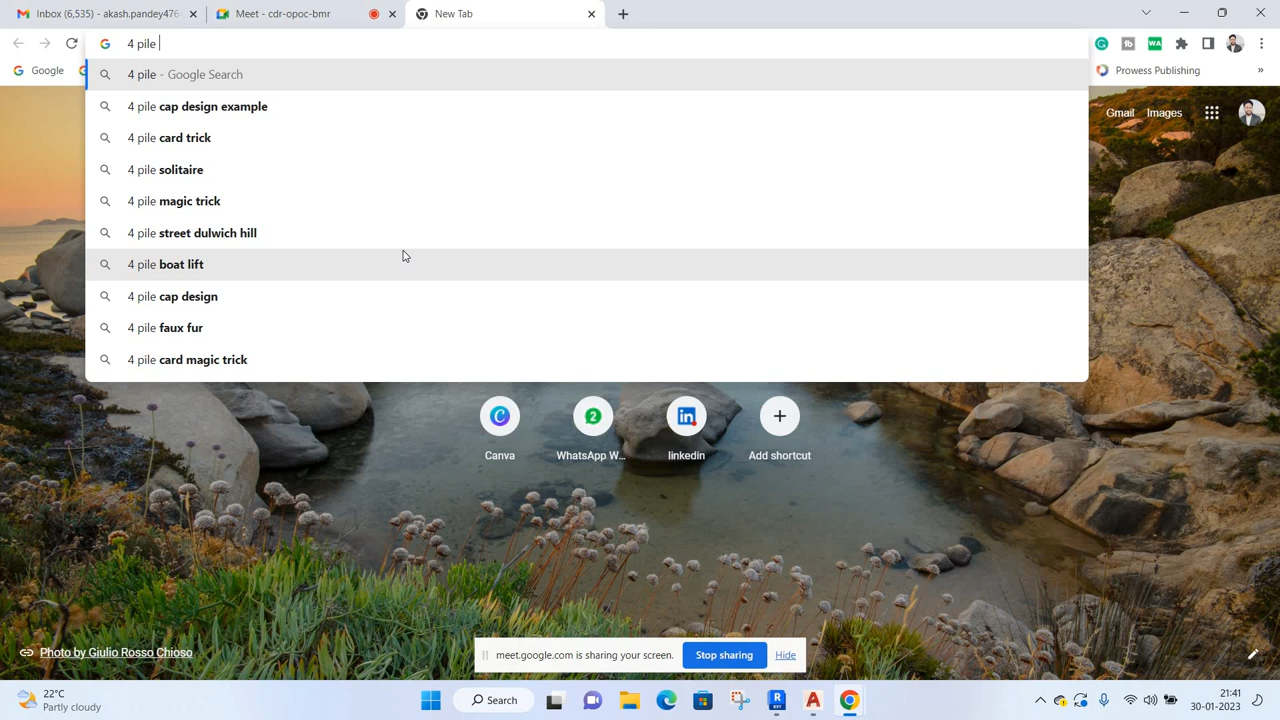 Inbox (6,535) - akash.pandey476
Meet - cdr-opoc-bmr
New Tab
4 pile
Google
Prowess Publishing
»
4 pile - Google Search
4 pile cap design example
4 pile card trick
4 pile solitaire
4 pile magic trick
4 pile street dulwich hill
4 pile boat lift
4 pile cap design
4 pile faux fur
4 pile card magic trick
Gmail Images
Canva
WhatsApp W...
linkedin
Add shortcut
Photo by Giulio Rosso Chioso
meet.google.com is sharing your screen.
Stop sharing
Hide
22°C
Partly cloudy
Search
21:41
30-01-2023